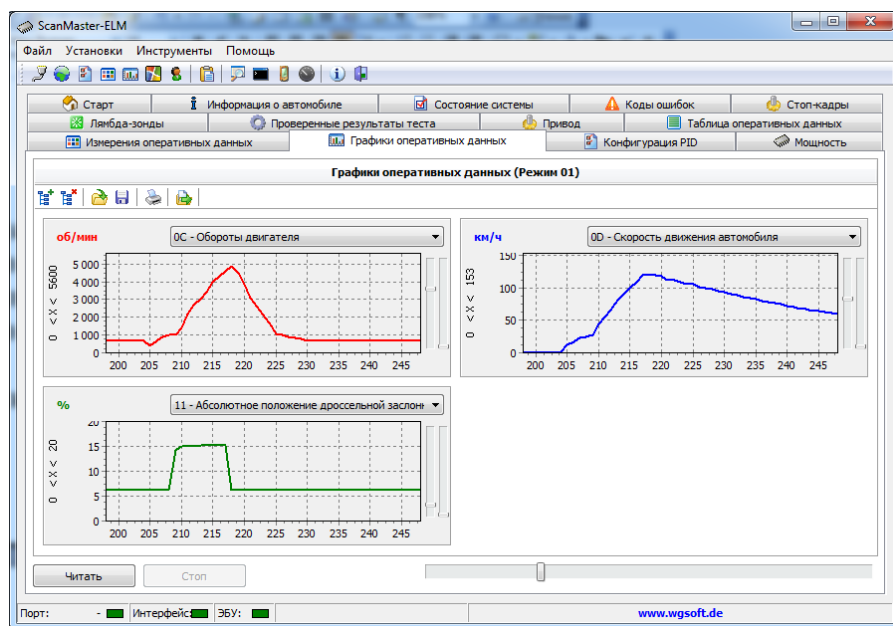 ScanMaster-ELM
Файл Установки Инструменты Помощь
Старт Информация о автомобиле Состояние системы Коды ошибок Стоп-кадры
Лямбда-зонды Проверенные результаты теста Привод Таблица оперативных данных
Измерения оперативных данных Графики оперативных данных Конфигурация PID Мощность
Графики оперативных данных (Режим 01)
об/мин 0C - Обороты двигателя
0 <X< 5600
5 000
4 000
3 000
2 000
1 000
0
200 205 210 215 220 225 230 235 240 245
км/ч 0D - Скорость движения автомобиля
0 <X< 153
150
100
50
0
200 205 210 215 220 225 230 235 240 245
% 11 - Абсолютное положение дроссельной заслонк
0 <X< 20
20
15
10
5
0
200 205 210 215 220 225 230 235 240 245
Читать Стоп
Порт: - Интерфейс: ЭБУ: www.wgsoft.de